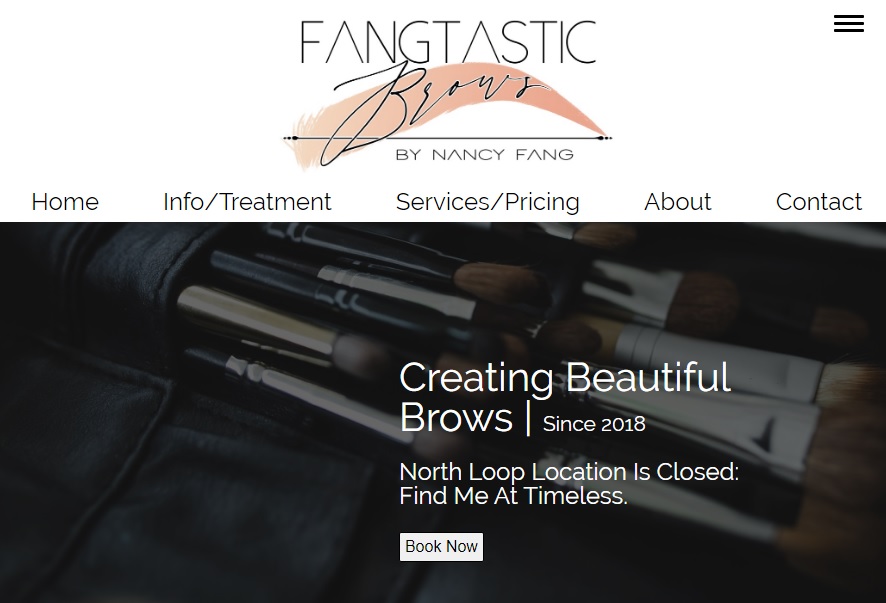 FANGTASTIC
Brows
BY NANCY FANG
Home Info/Treatment Services/Pricing About Contact
Creating Beautiful
Brows | Since 2018
North Loop Location Is Closed:
Find Me At Timeless.
Book Now